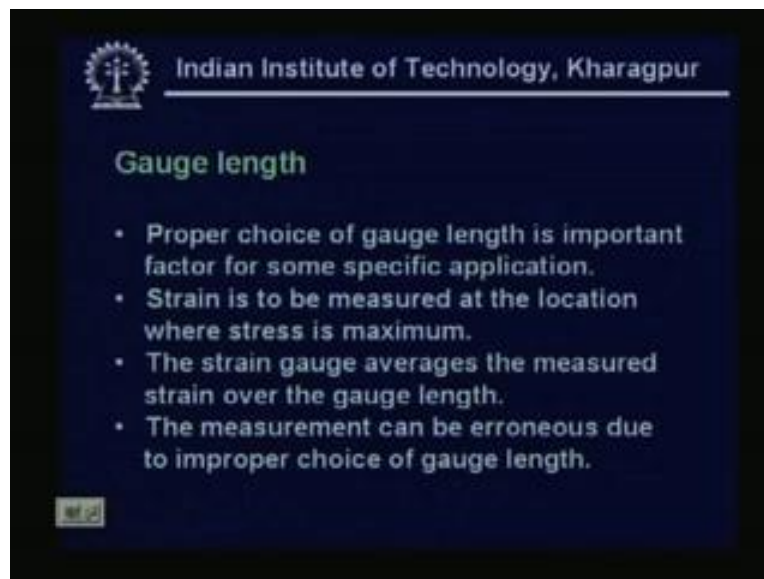 Indian Institute of Technology, Kharagpur
Gauge length
• Proper choice of gauge length is important
factor for some specific application.
• Strain is to be measured at the location
where stress is maximum.
• The strain gauge averages the measured
strain over the gauge length.
• The measurement can be erroneous due
to improper choice of gauge length.